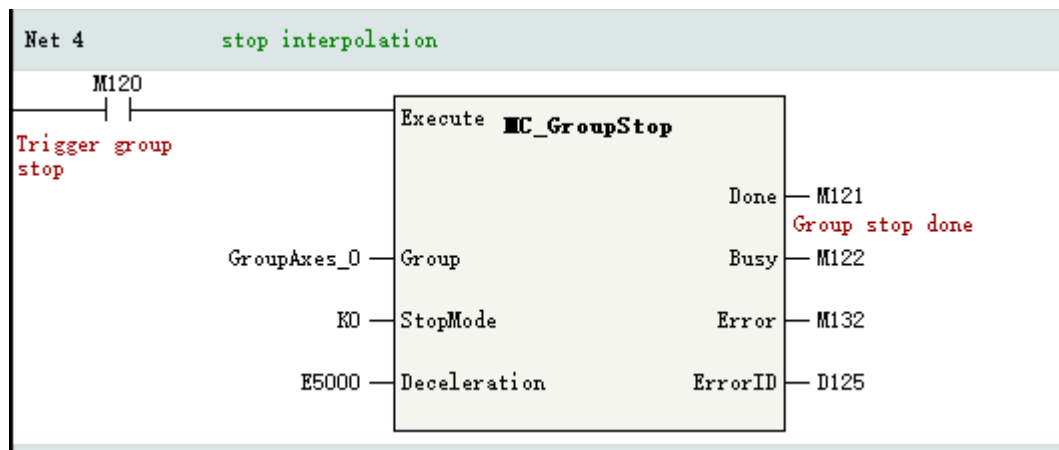 Net 4 stop interpolation
M120
Execute MC_GroupStop
Trigger group
stop
Done M121
Group stop done
GroupAxes_0 Group Busy M122
K0 StopMode Error M132
E5000 Deceleration ErrorID D125